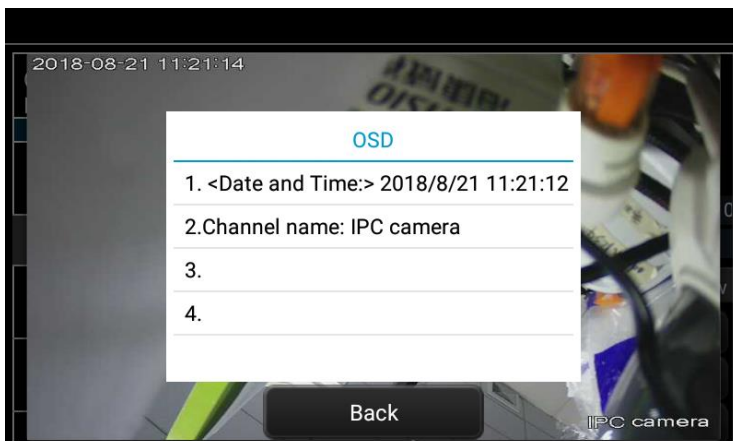 2018-08-21 11:21:14
OSD
1. <Date and Time:> 2018/8/21 11:21:12
2.Channel name: IPC camera
3.
4.
Back
IPC camera